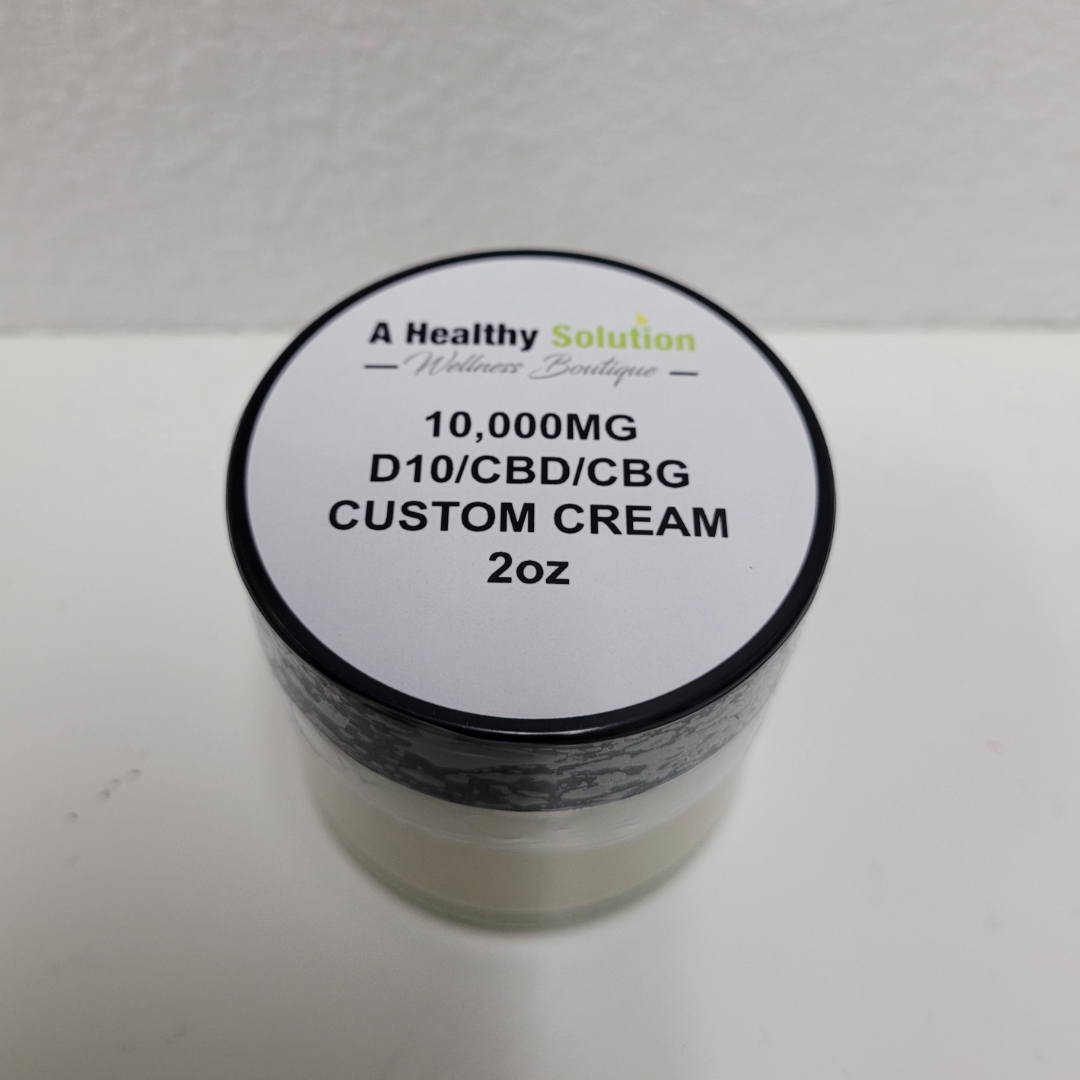 A Healthy Solution
Wellness Boutique
10,000MG
D10/CBD/CBG
CUSTOM CREAM
2oz